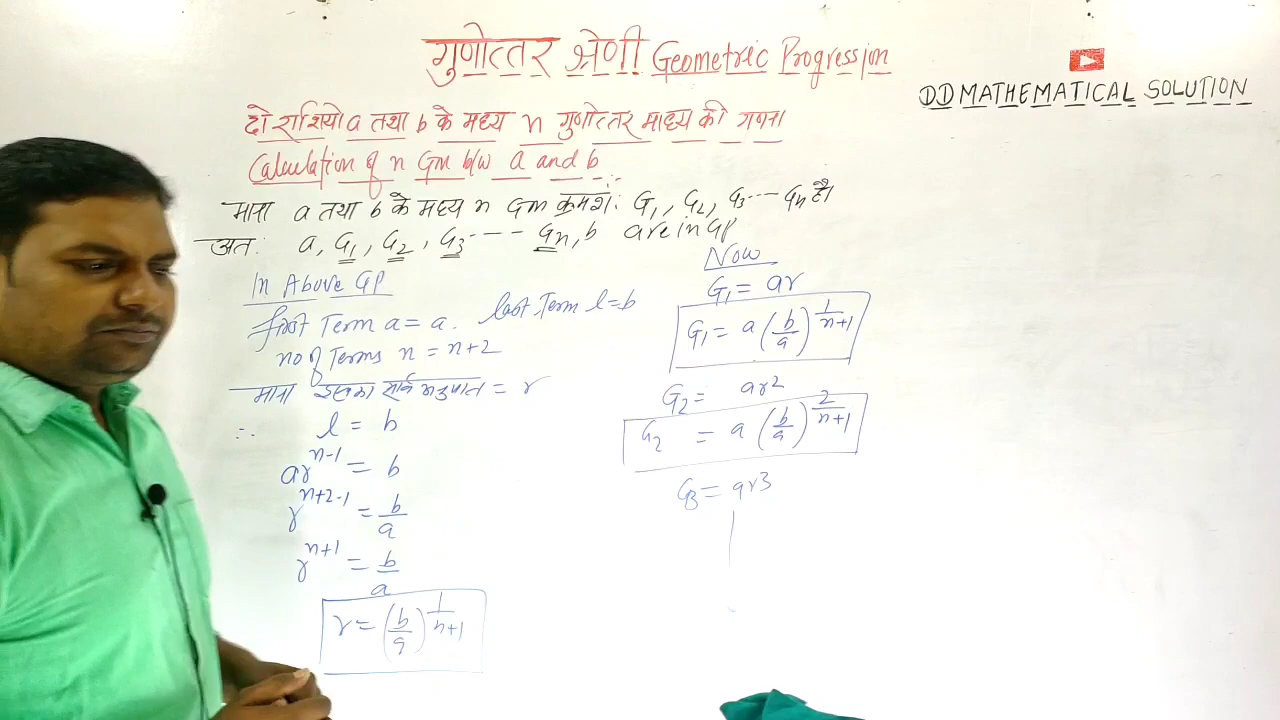 गुणोत्तर श्रेणी Geometric Progression
DD MATHEMATICAL SOLUTION
दो राशियो a तथा b के मध्य n गुणोत्तर माध्य की गणना
Calculation of n Gm b/w a and b
माना a तथा b के मध्य n Gm क्रमशः G₁, G₂, G₃---- Gn है।
अतः a, G₁, G₂, G₃ ---- Gn, b are in GP
In Above GP
first Term a = a. last Term l = b
no of Terms n = n+2
माना इसका सार्व अनुपात = r
∴ l = b
ar^(n-1) = b
r^(n+2-1) = b/a
r^(n+1) = b/a
r = (b/a)^(1/(n+1))
Now
G₁ = ar
G₁ = a (b/a)^(1/(n+1))
G₂ = ar²
G₂ = a (b/a)^(2/(n+1))
G₃ = ar3